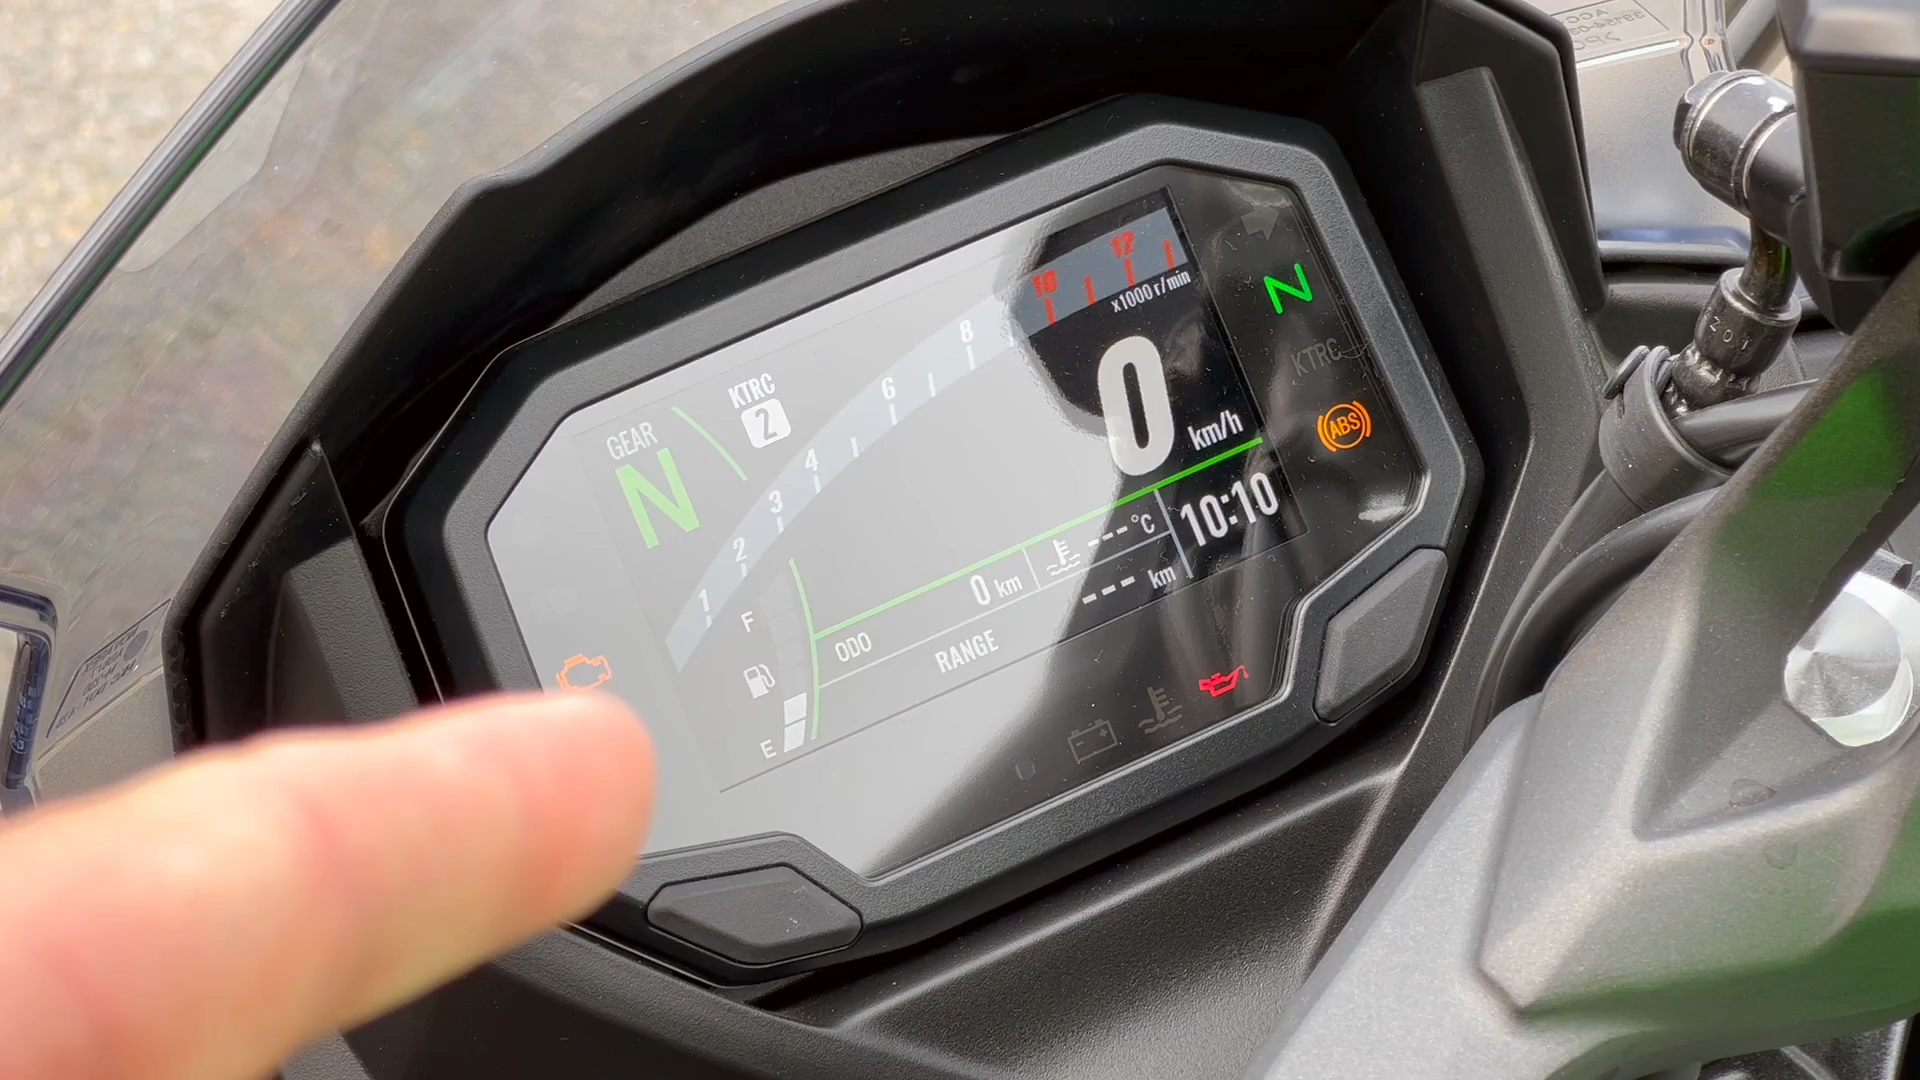 10
12
x1000 r/min
8
6
4
3
2
1
KTRC
2
GEAR
N
0
km/h
N
KTRC
ABS
10:10
---°C
0 km
ODO
RANGE
--- km
F
E
201